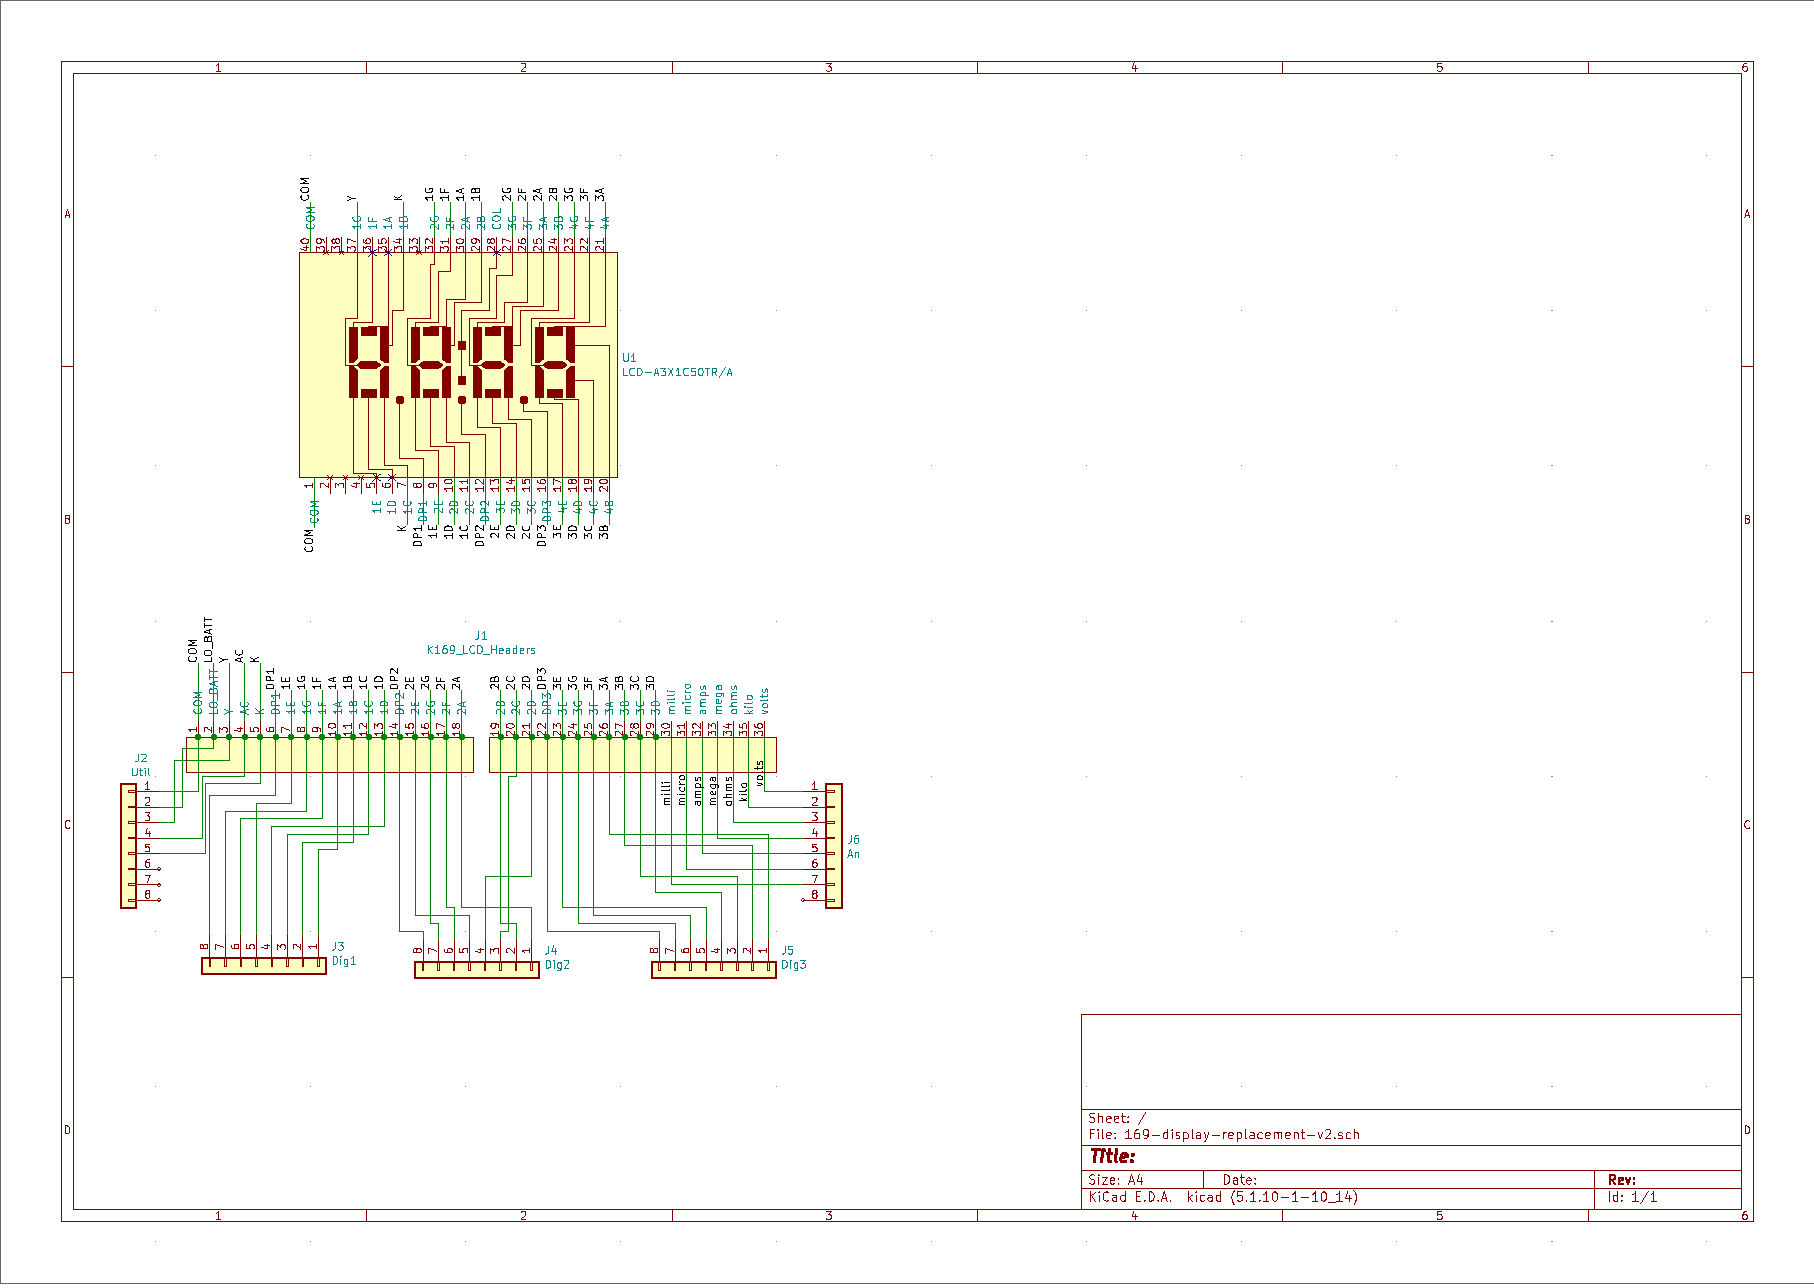 1 2 3 4 5 6
A A
COM Y K 1G 1F 1A 1B 2G 2F 2A 2B 3G 3F 3A
COM 1G 1F 1A 1B 2G 2F 2A 2B COL 3G 3F 3A 3B 4G 4F 4A
40 39 38 37 36 35 34 33 32 31 30 29 28 27 26 25 24 23 22 21
U1
LCD-A3X1C50TR/A
1 2 3 4 5 6 7 8 9 10 11 12 13 14 15 16 17 18 19 20
COM 1E 1D 1C DP1 2E 2D 2C DP2 3E 3D 3C DP3 4E 4D 4C 4B
COM K DP1 1E 1D 1C DP2 2E 2D 2C DP3 3E 3D 3C 3B
B B
J1
K169_LCD_Headers
COM LO_BATT Y AC K DP1 1E 1G 1F 1A 1B 1C 1D DP2 2E 2G 2F 2A 2B 2C 2D DP3 3E 3G 3F 3A 3B 3C 3D
COM LO_BATT Y AC K DP1 1E 1G 1F 1A 1B 1C 1D DP2 2E 2G 2F 2A 2B 2C 2D DP3 3E 3G 3F 3A 3B 3C 3D milli micro amps mega ohms kilo volts
1 2 3 4 5 6 7 8 9 10 11 12 13 14 15 16 17 18 19 20 21 22 23 24 25 26 27 28 29 30 31 32 33 34 35 36
milli micro amps mega ohms kilo volts
J2
Util
1
2
3
4
5
6
7
8
1
2
3
4
5
6
7
8
J6
An
C C
8 7 6 5 4 3 2 1
J3
Dig1
8 7 6 5 4 3 2 1
J4
Dig2
8 7 6 5 4 3 2 1
J5
Dig3
Sheet: /
File: 169-display-replacement-v2.sch
Title:
Size: A4 Date: Rev:
KiCad E.D.A. kicad (5.1.10-1-10_14) Id: 1/1
D D
1 2 3 4 5 6